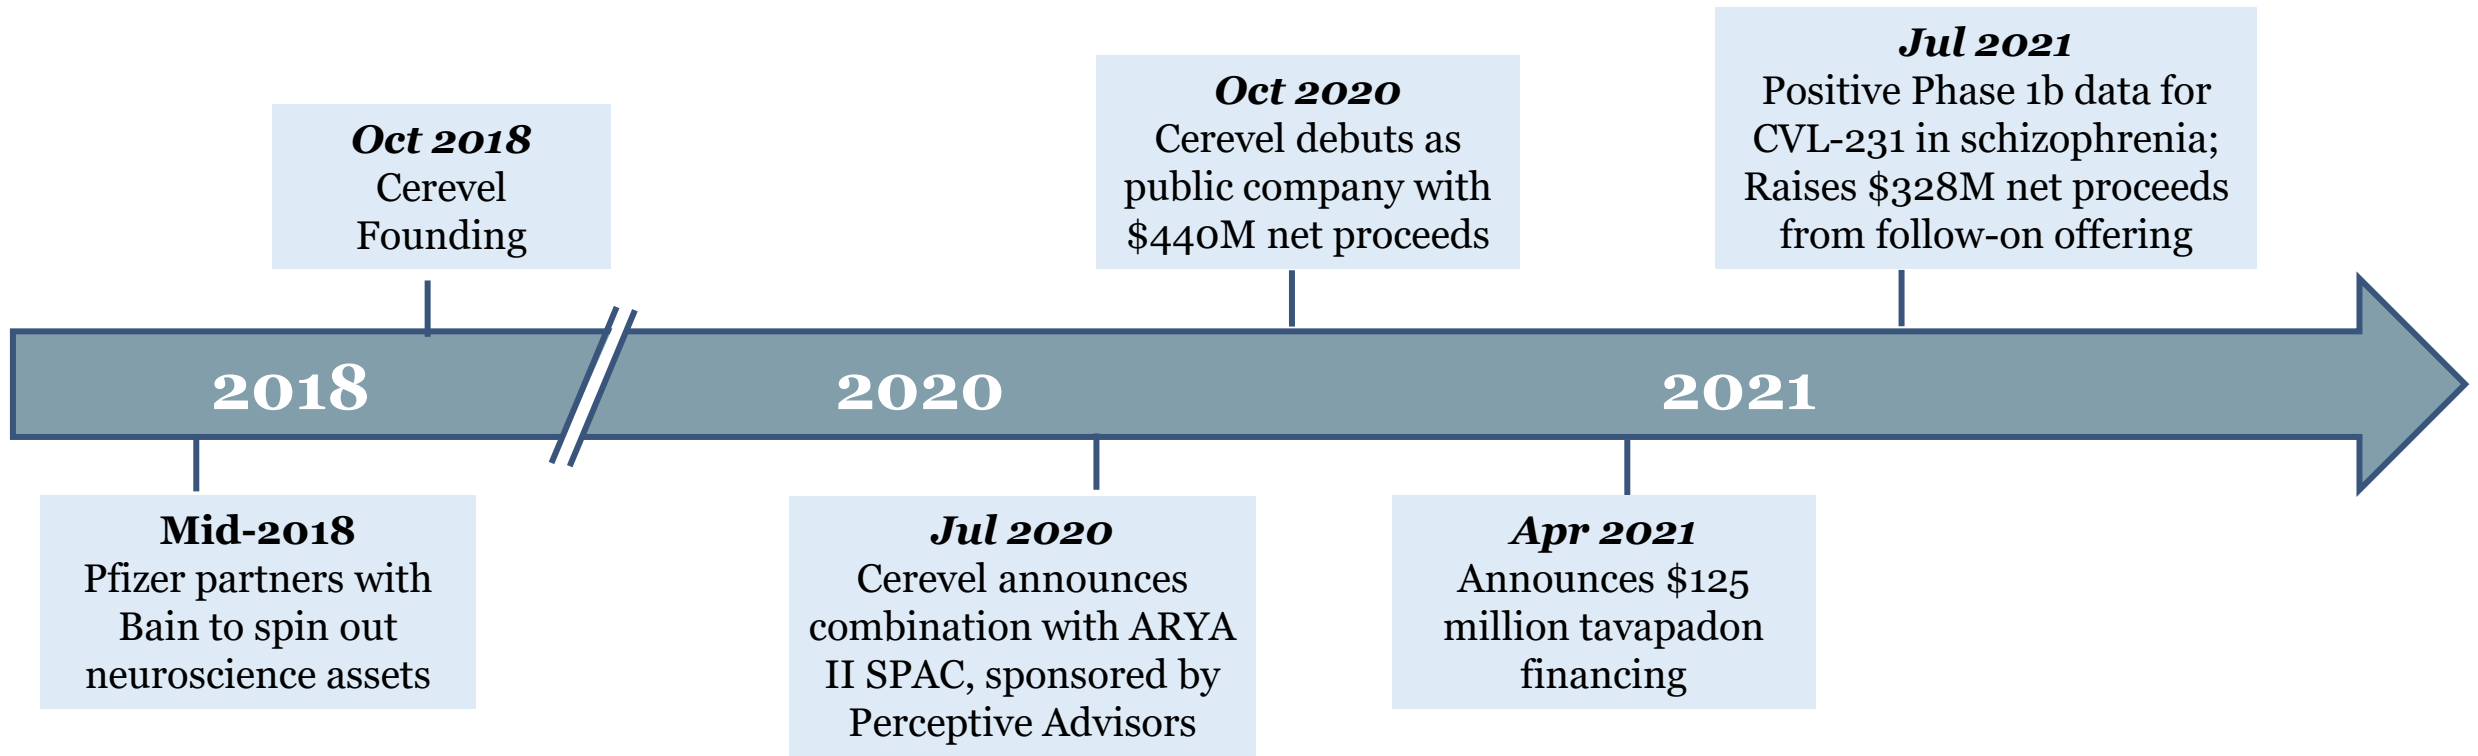 Oct 2018
Cerevel
Founding
Oct 2020
Cerevel debuts as
public company with
$440M net proceeds
Jul 2021
Positive Phase 1b data for
CVL-231 in schizophrenia;
Raises $328M net proceeds
from follow-on offering
2018
2020
2021
Mid-2018
Pfizer partners with
Bain to spin out
neuroscience assets
Jul 2020
Cerevel announces
combination with ARYA
II SPAC, sponsored by
Perceptive Advisors
Apr 2021
Announces $125
million tavapadon
financing